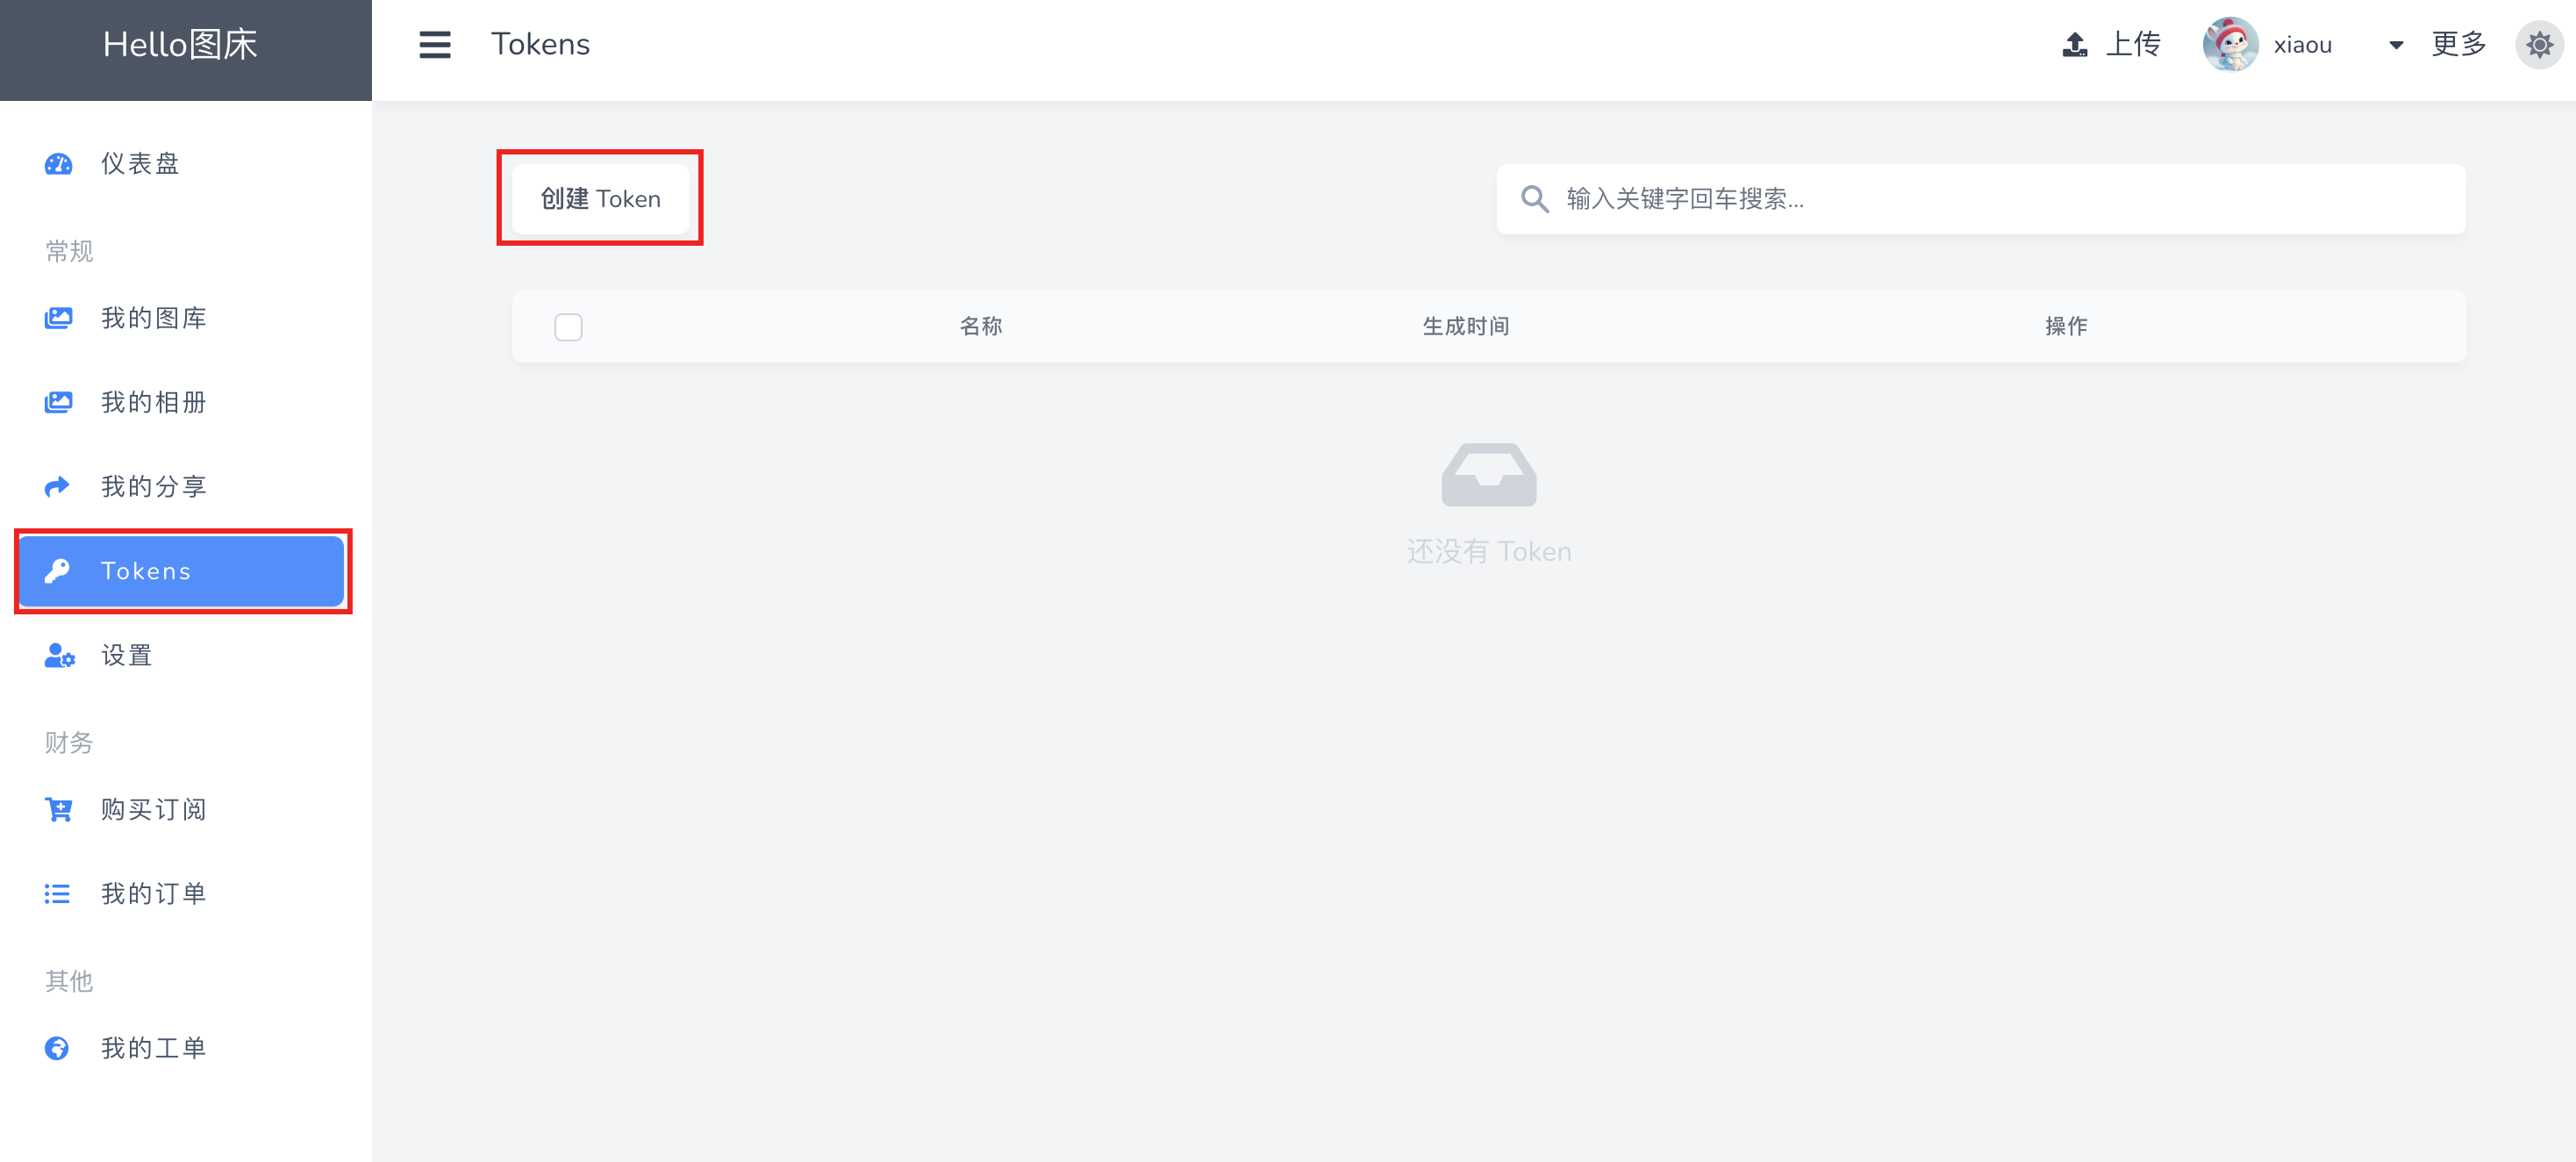 Hello图床
Tokens
上传
xiaou
更多
仪表盘
常规
我的图库
我的相册
我的分享
Tokens
设置
财务
购买订阅
我的订单
其他
我的工单
创建 Token
输入关键字回车搜索...
名称
生成时间
操作
还没有 Token